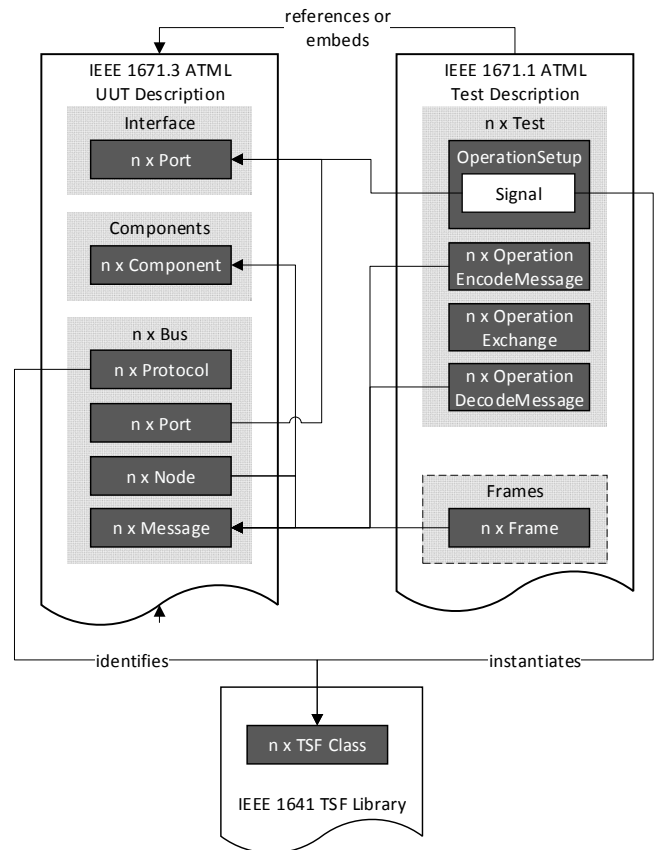 references or
embeds
IEEE 1671.3 ATML
UUT Description
Interface
n x Port
Components
n x Component
n x Bus
n x Protocol
n x Port
n x Node
n x Message
IEEE 1671.1 ATML
Test Description
n x Test
OperationSetup
Signal
n x Operation
EncodeMessage
n x Operation
Exchange
n x Operation
DecodeMessage
Frames
n x Frame
identifies
instantiates
n x TSF Class
IEEE 1641 TSF Library